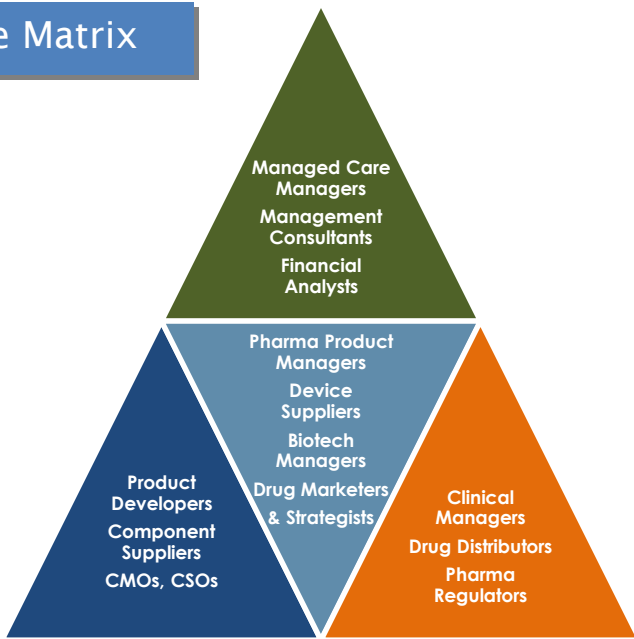 e Matrix
Managed Care
Managers
Management
Consultants
Financial
Analysts
Pharma Product
Managers
Device
Suppliers
Biotech
Managers
Drug Marketers
& Strategists
Product
Developers
Component
Suppliers
CMOs, CSOs
Clinical
Managers
Drug Distributors
Pharma
Regulators